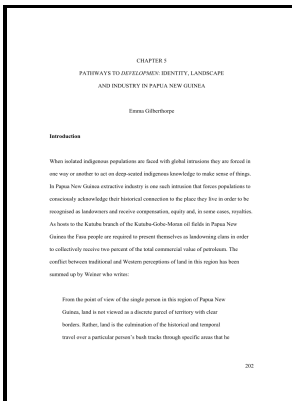 CHAPTER 5
PATHWAYS TO DEVELOPMEN: IDENTITY, LANDSCAPE
AND INDUSTRY IN PAPUA NEW GUINEA
Emma Gilberthorpe
Introduction
When isolated indigenous populations are faced with global intrusions they are forced in
one way or another to act on deep-seated indigenous knowledge to make sense of things.
In Papua New Guinea extractive industry is one such intrusion that forces populations to
consciously acknowledge their historical connection to the place they live in order to be
recognised as landowners and receive compensation, equity and, in some cases, royalties.
As hosts to the Kutubu branch of the Kutubu-Gobe-Moran oil fields in Papua New
Guinea the Fasu people are required to present themselves as landowning clans in order
to collectively receive two percent of the total commercial value of petroleum. The
conflict between traditional and Western perceptions of land in this region has been
summed up by Weiner who writes:
From the point of view of the single person in this region of Papua New
Guinea, land is not viewed as a discrete parcel of territory with clear
borders. Rather, land is the culmination of the historical and temporal
travel over a particular person's bush tracks through specific areas that he
202